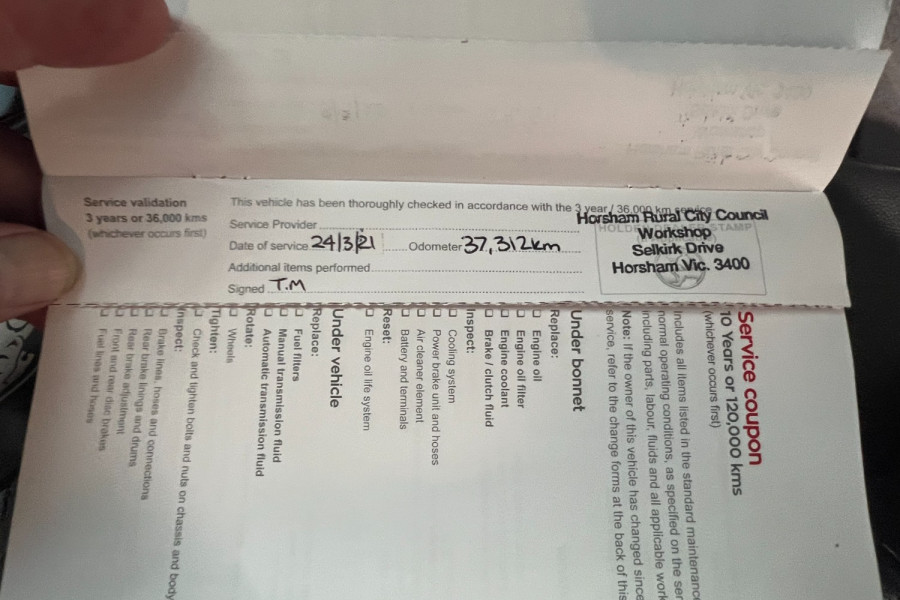 Service validation
3 years or 36,000 kms
(whichever occurs first)
This vehicle has been thoroughly checked in accordance with the 3 year / 36,000 km service
Service Provider
Date of service 24/3/21 Odometer 37,312km
Additional items performed
Signed T.M
STAMP
Horsham Rural City Council
Workshop
Selkirk Drive
Horsham Vic. 3400
Service coupon
10 Years or 120,000 kms
(whichever occurs first)
Includes all items listed in the standard maintenance
normal operating conditions, as specified on the
including parts, labour, fluids and all applicable work
Note: If the owner of this vehicle has changed since
service, refer to the change forms at the back of this
Under bonnet
Replace:
Engine oil
Engine oil filter
Engine coolant
Brake / clutch fluid
Inspect:
Cooling system
Power brake unit and hoses
Air cleaner element
Battery and terminals
Reset:
Engine oil life system
Under vehicle
Replace:
Fuel filters
Manual transmission fluid
Automatic transmission fluid
Rotate:
Wheels
Tighten:
Check and tighten bolts and nuts on chassis and body
Inspect:
Brake lines, hoses and connections
Rear brake linings and drums
Rear brake adjustment
Front and rear disc brakes
Fuel lines and hoses